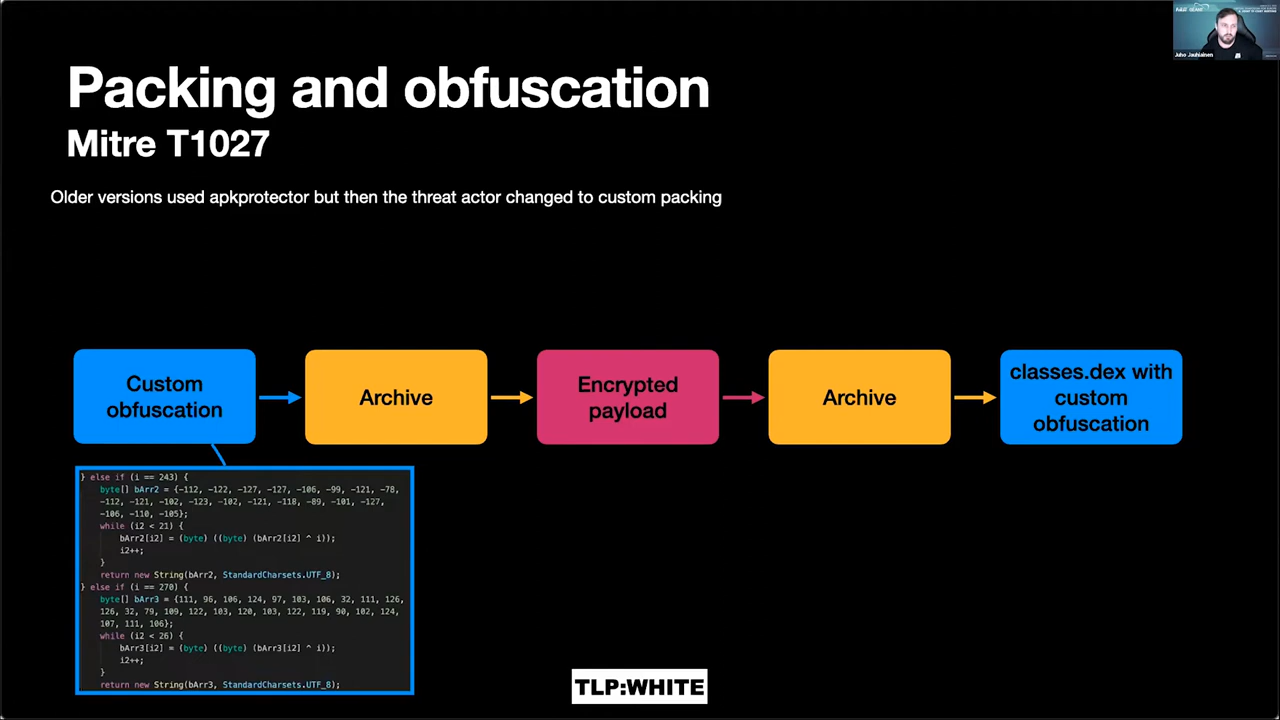 Packing and obfuscation
Mitre T1027
Older versions used apkprotector but then the threat actor changed to custom packing
Custom
obfuscation
Archive
Encrypted
payload
Archive
classes.dex with
custom
obfuscation
} else if (i == 243) {
byte[] bArr2 = {-112, -122, -127, -127, -106, -99, -121, -78,
-112, -121, -102, -123, -102, -121, -118, -89, -101, -127,
-106, -110, -105};
while (i2 < 21) {
bArr2[i2] = (byte) ((byte) (bArr2[i2] ^ i));
i2++;
}
return new String(bArr2, StandardCharsets.UTF_8);
} else if (i == 270) {
byte[] bArr3 = {111, 96, 106, 124, 97, 103, 106, 32, 111, 126,
126, 32, 79, 109, 122, 103, 120, 103, 122, 119, 90, 102, 124,
107, 111, 106};
while (i2 < 26) {
bArr3[i2] = (byte) ((byte) (bArr3[i2] ^ i));
i2++;
}
return new String(bArr3, StandardCharsets.UTF_8);
TLP:WHITE
Juho Jauhiainen